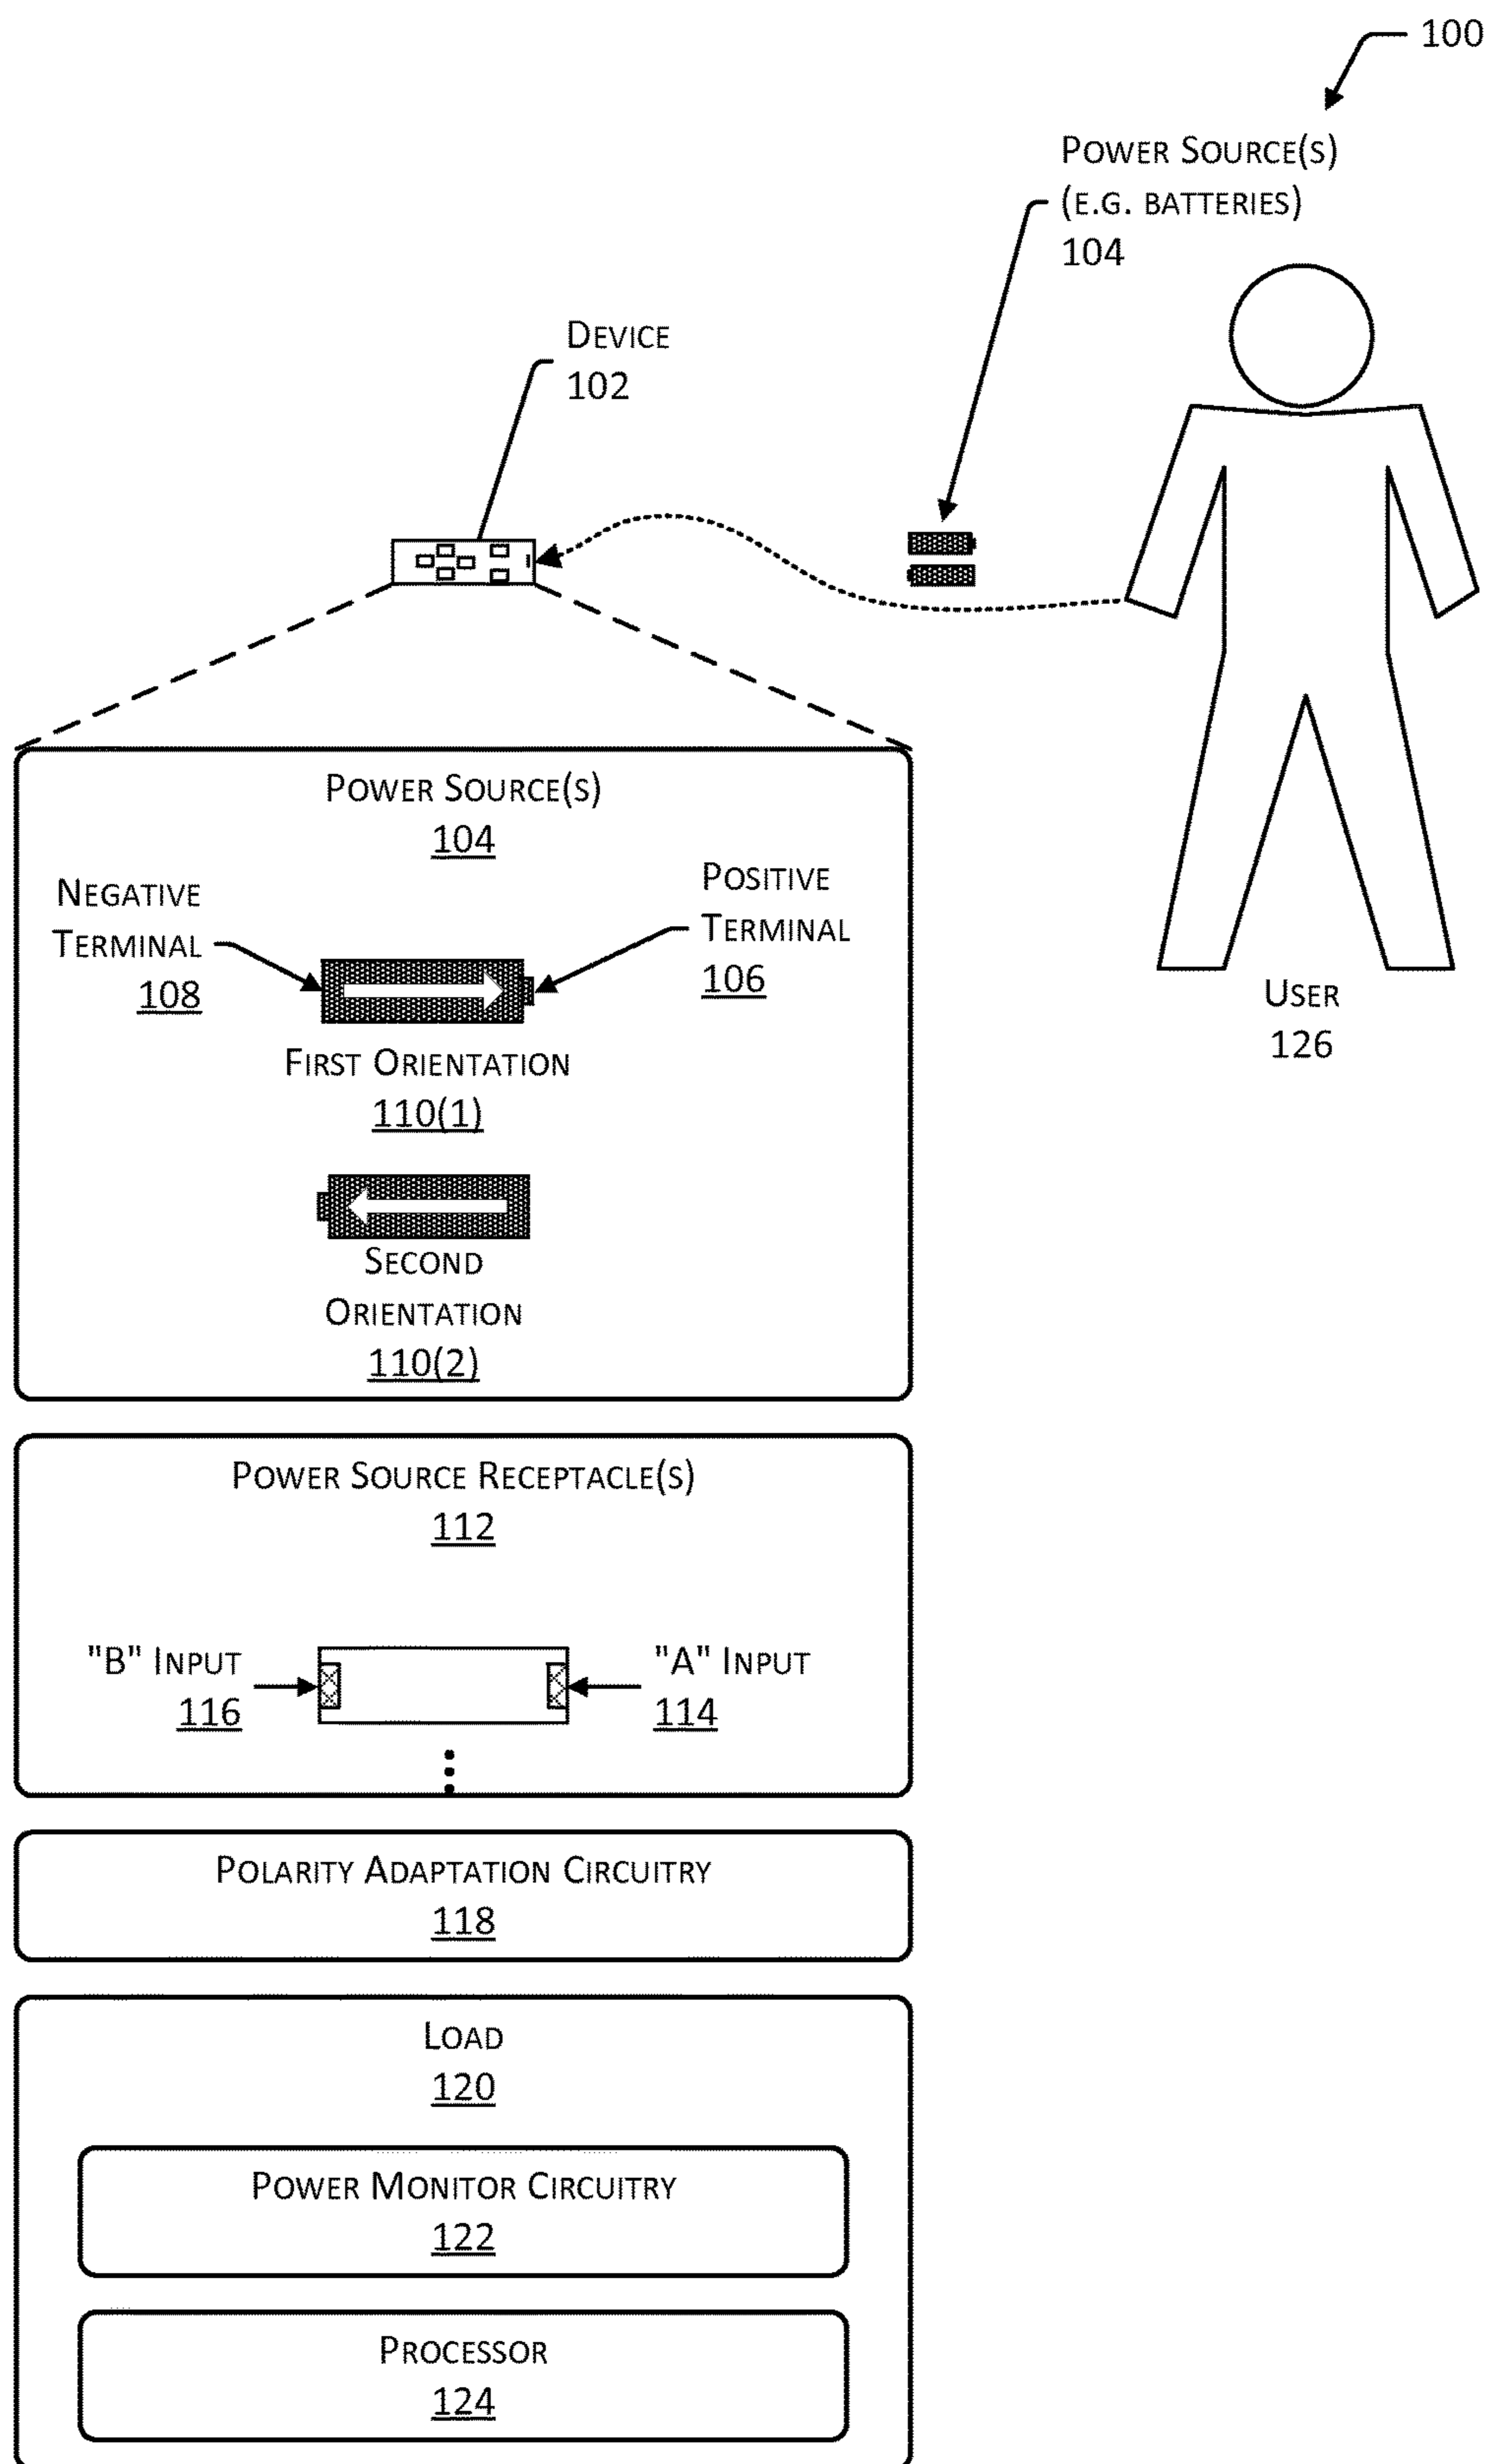 100
POWER SOURCE(S)
(E.G. BATTERIES)
104
DEVICE
102
USER
126
POWER SOURCE(S)
104
NEGATIVE
TERMINAL
108
POSITIVE
TERMINAL
106
FIRST ORIENTATION
110(1)
SECOND
ORIENTATION
110(2)
POWER SOURCE RECEPTACLE(S)
112
"B" INPUT
116
"A" INPUT
114
POLARITY ADAPTATION CIRCUITRY
118
LOAD
120
POWER MONITOR CIRCUITRY
122
PROCESSOR
124